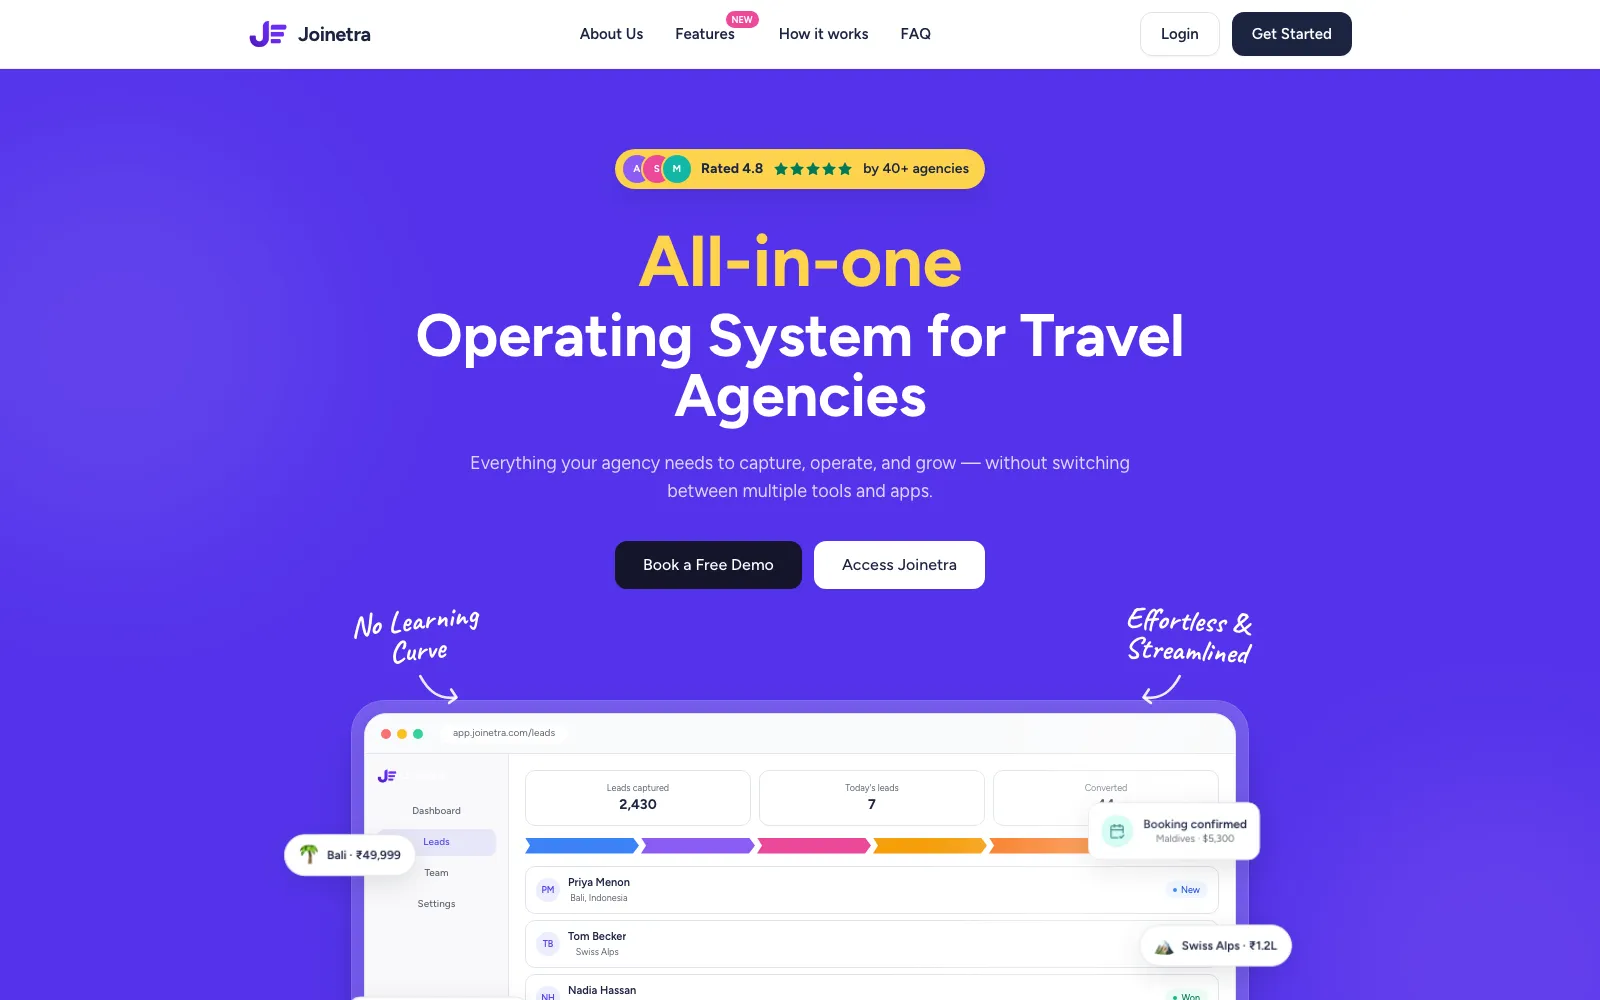 Joinetra
About Us
Features
NEW
How it works
FAQ
Login
Get Started
A
S
M
Rated 4.8
by 40+ agencies
All-in-one
Operating System for Travel
Agencies
Everything your agency needs to capture, operate, and grow — without switching
between multiple tools and apps.
Book a Free Demo
Access Joinetra
No Learning
Curve
Effortless &
Streamlined
app.joinetra.com/leads
Dashboard
Leads
Team
Settings
Leads captured
2,430
Today's leads
7
Converted
Booking confirmed
Maldives · $5,300
Bali · ₹49,999
PM
Priya Menon
Bali, Indonesia
New
TB
Tom Becker
Swiss Alps
Swiss Alps · ₹1.2L
NH
Nadia Hassan
Won